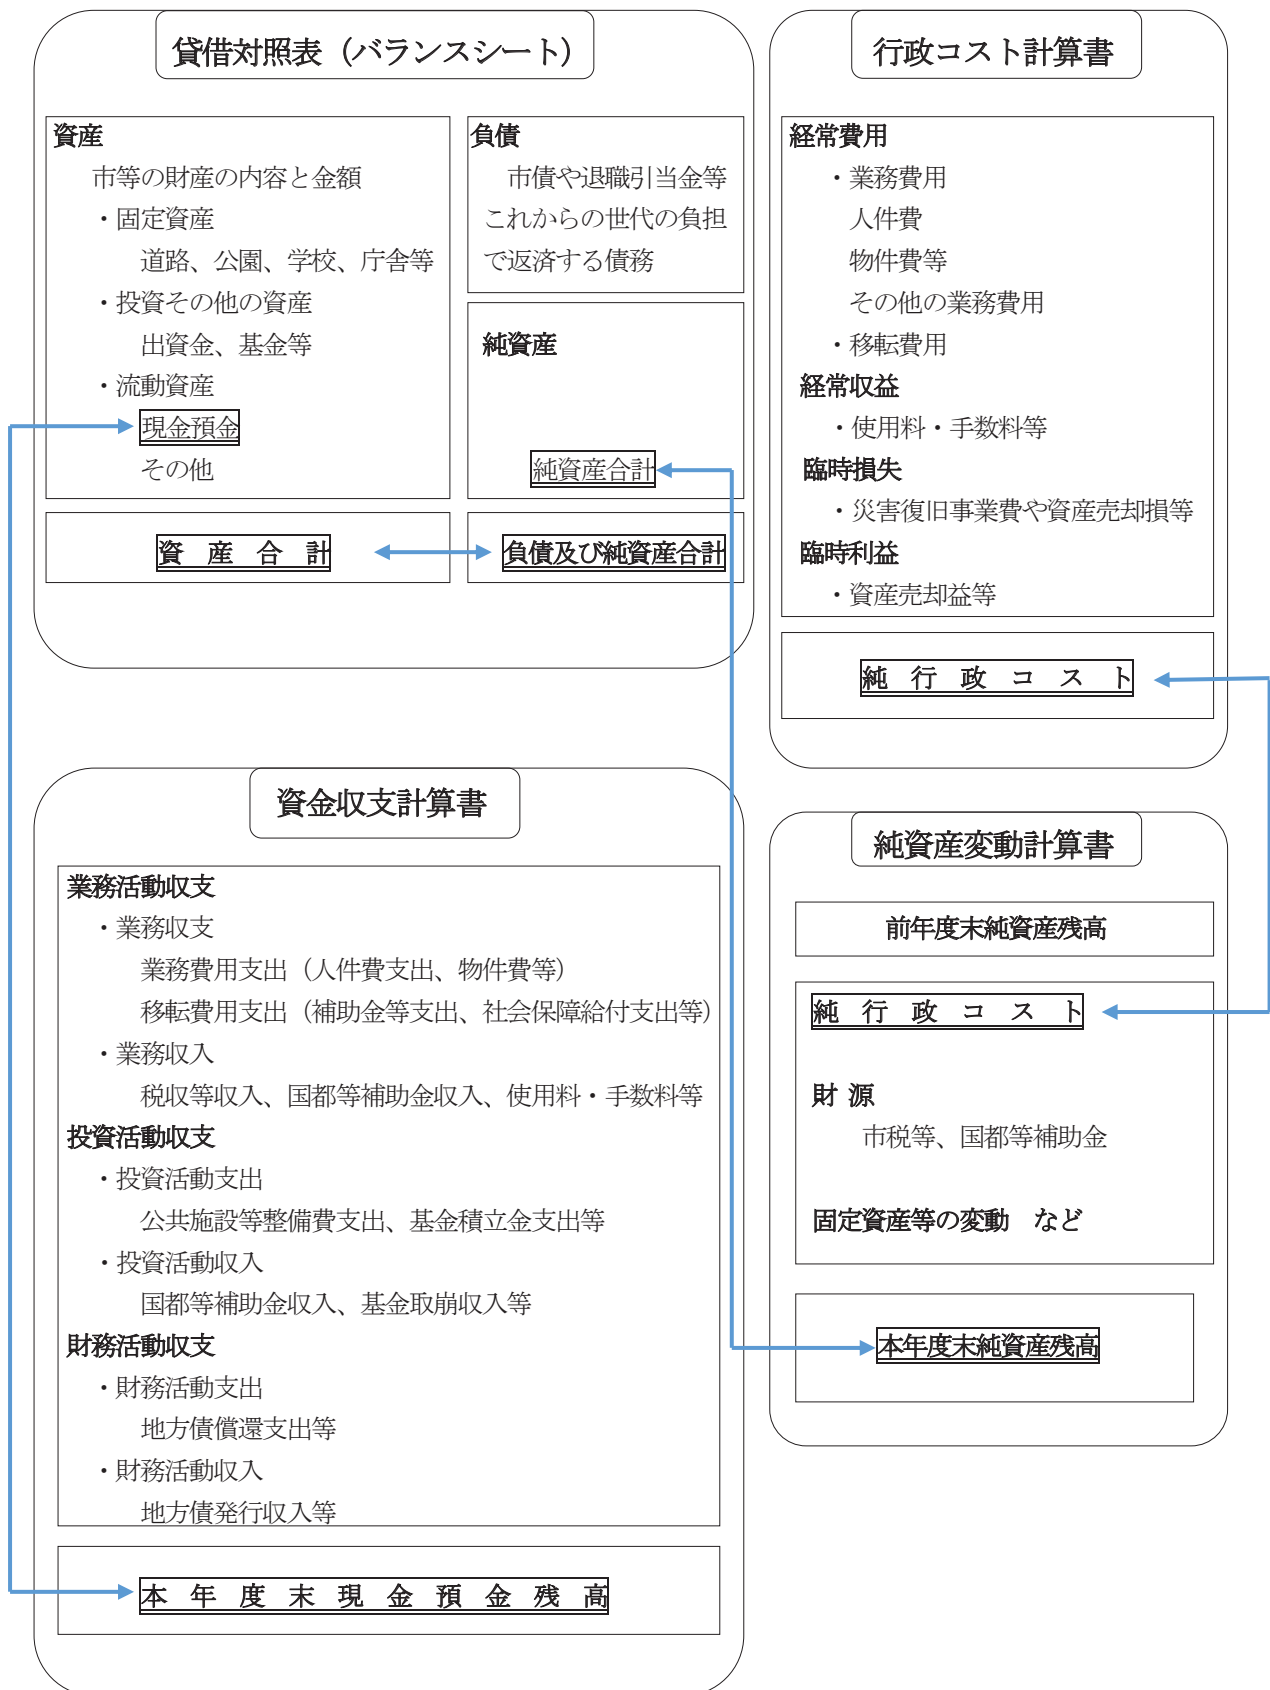 貸借対照表（バランスシート）
資産
市等の財産の内容と金額
・固定資産
道路、公園、学校、庁舎等
・投資その他の資産
出資金、基金等
・流動資産
現金預金
その他
資　産　合　計
負債
市債や退職引当金等
これからの世代の負担
で返済する債務
純資産
純資産合計
負債及び純資産合計
行政コスト計算書
経常費用
・業務費用
人件費
物件費等
その他の業務費用
・移転費用
経常収益
・使用料・手数料等
臨時損失
・災害復旧事業費や資産売却損等
臨時利益
・資産売却益等
純　行　政　コ　ス　ト
資金収支計算書
業務活動収支
・業務収支
業務費用支出（人件費支出、物件費等）
移転費用支出（補助金等支出、社会保障給付支出等）
・業務収入
税収等収入、国都等補助金収入、使用料・手数料等
投資活動収支
・投資活動支出
公共施設等整備費支出、基金積立金支出等
・投資活動収入
国都等補助金収入、基金取崩収入等
財務活動収支
・財務活動支出
地方債償還支出等
・財務活動収入
地方債発行収入等
本　年　度　末　現　金　預　金　残　高
純資産変動計算書
前年度末純資産残高
純　行　政　コ　ス　ト
財 源
市税等、国都等補助金
固定資産等の変動　など
本年度末純資産残高